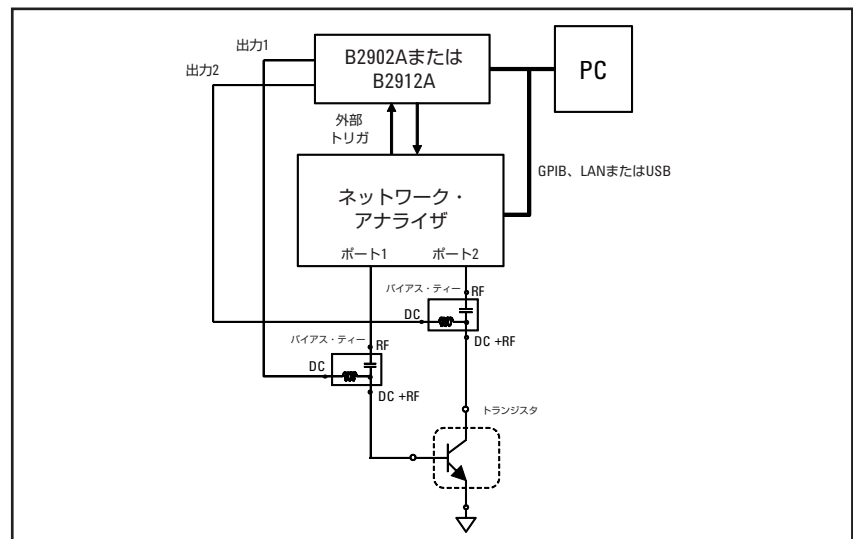 出力1
出力2
B2902Aまたは
B2912A
PC
外部
トリガ
GPIB、LANまたはUSB
ネットワーク・
アナライザ
ポート1
ポート2
バイアス・ティー
RF
DC
DC +RF
バイアス・ティー
RF
DC
DC +RF
トランジスタ